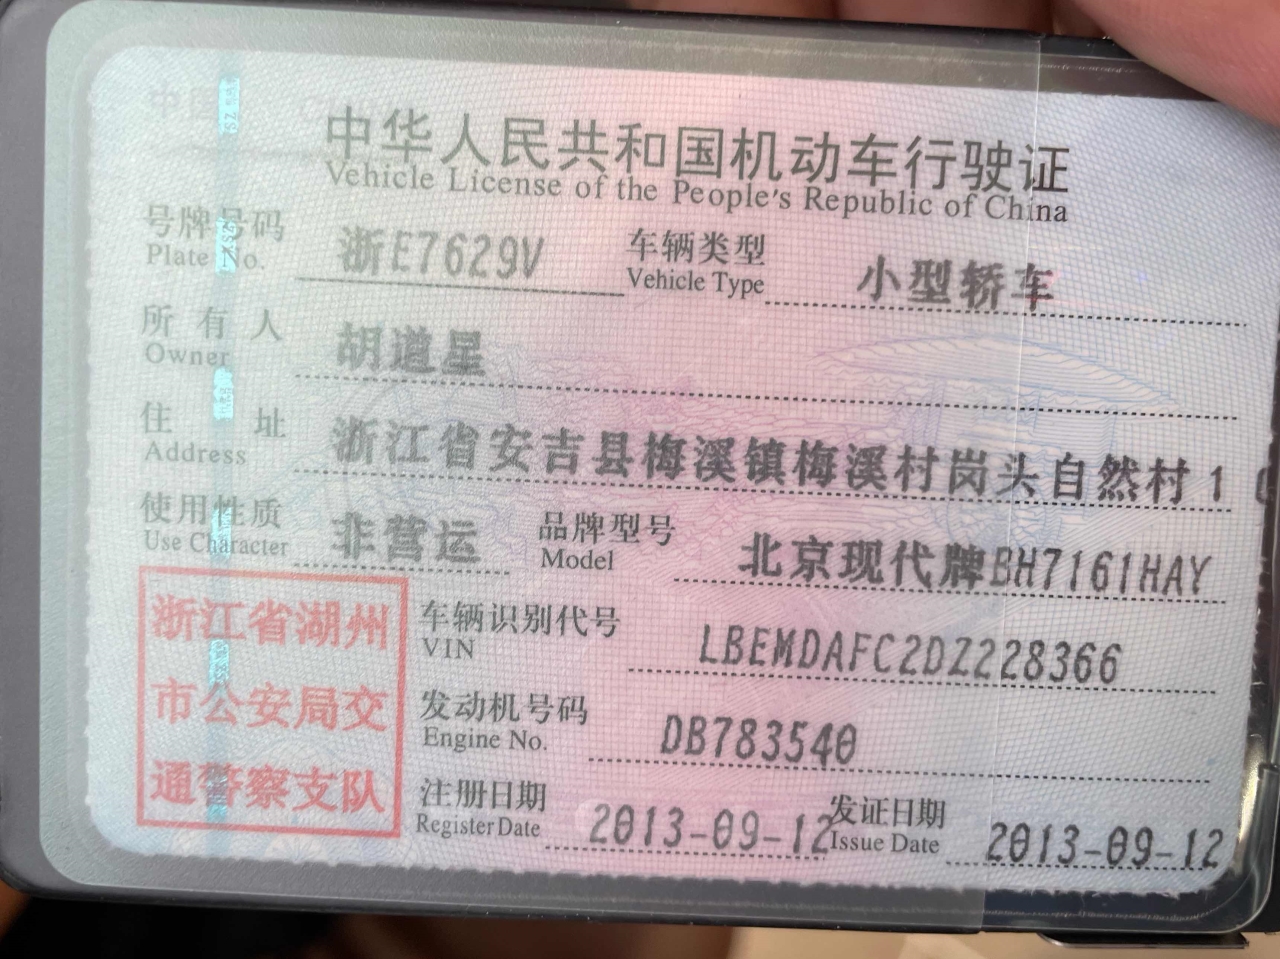 中华人民共和国机动车行驶证
Vehicle License of the People's Republic of China
号牌号码 浙E7629V 车辆类型 小型轿车
Plate No. Vehicle Type
所有人 胡道星
Owner
住址 浙江省安吉县梅溪镇梅溪村岗头自然村1
Address
使用性质 非营运 品牌型号 北京现代牌BH7161HAY
Use Character Model
浙江省湖州
市公安局交
通警察支队
车辆识别代号 LBEMDAFC2DZ228366
VIN
发动机号码 DB783540
Engine No.
注册日期 2013-09-12 发证日期 2013-09-12
Register Date Issue Date